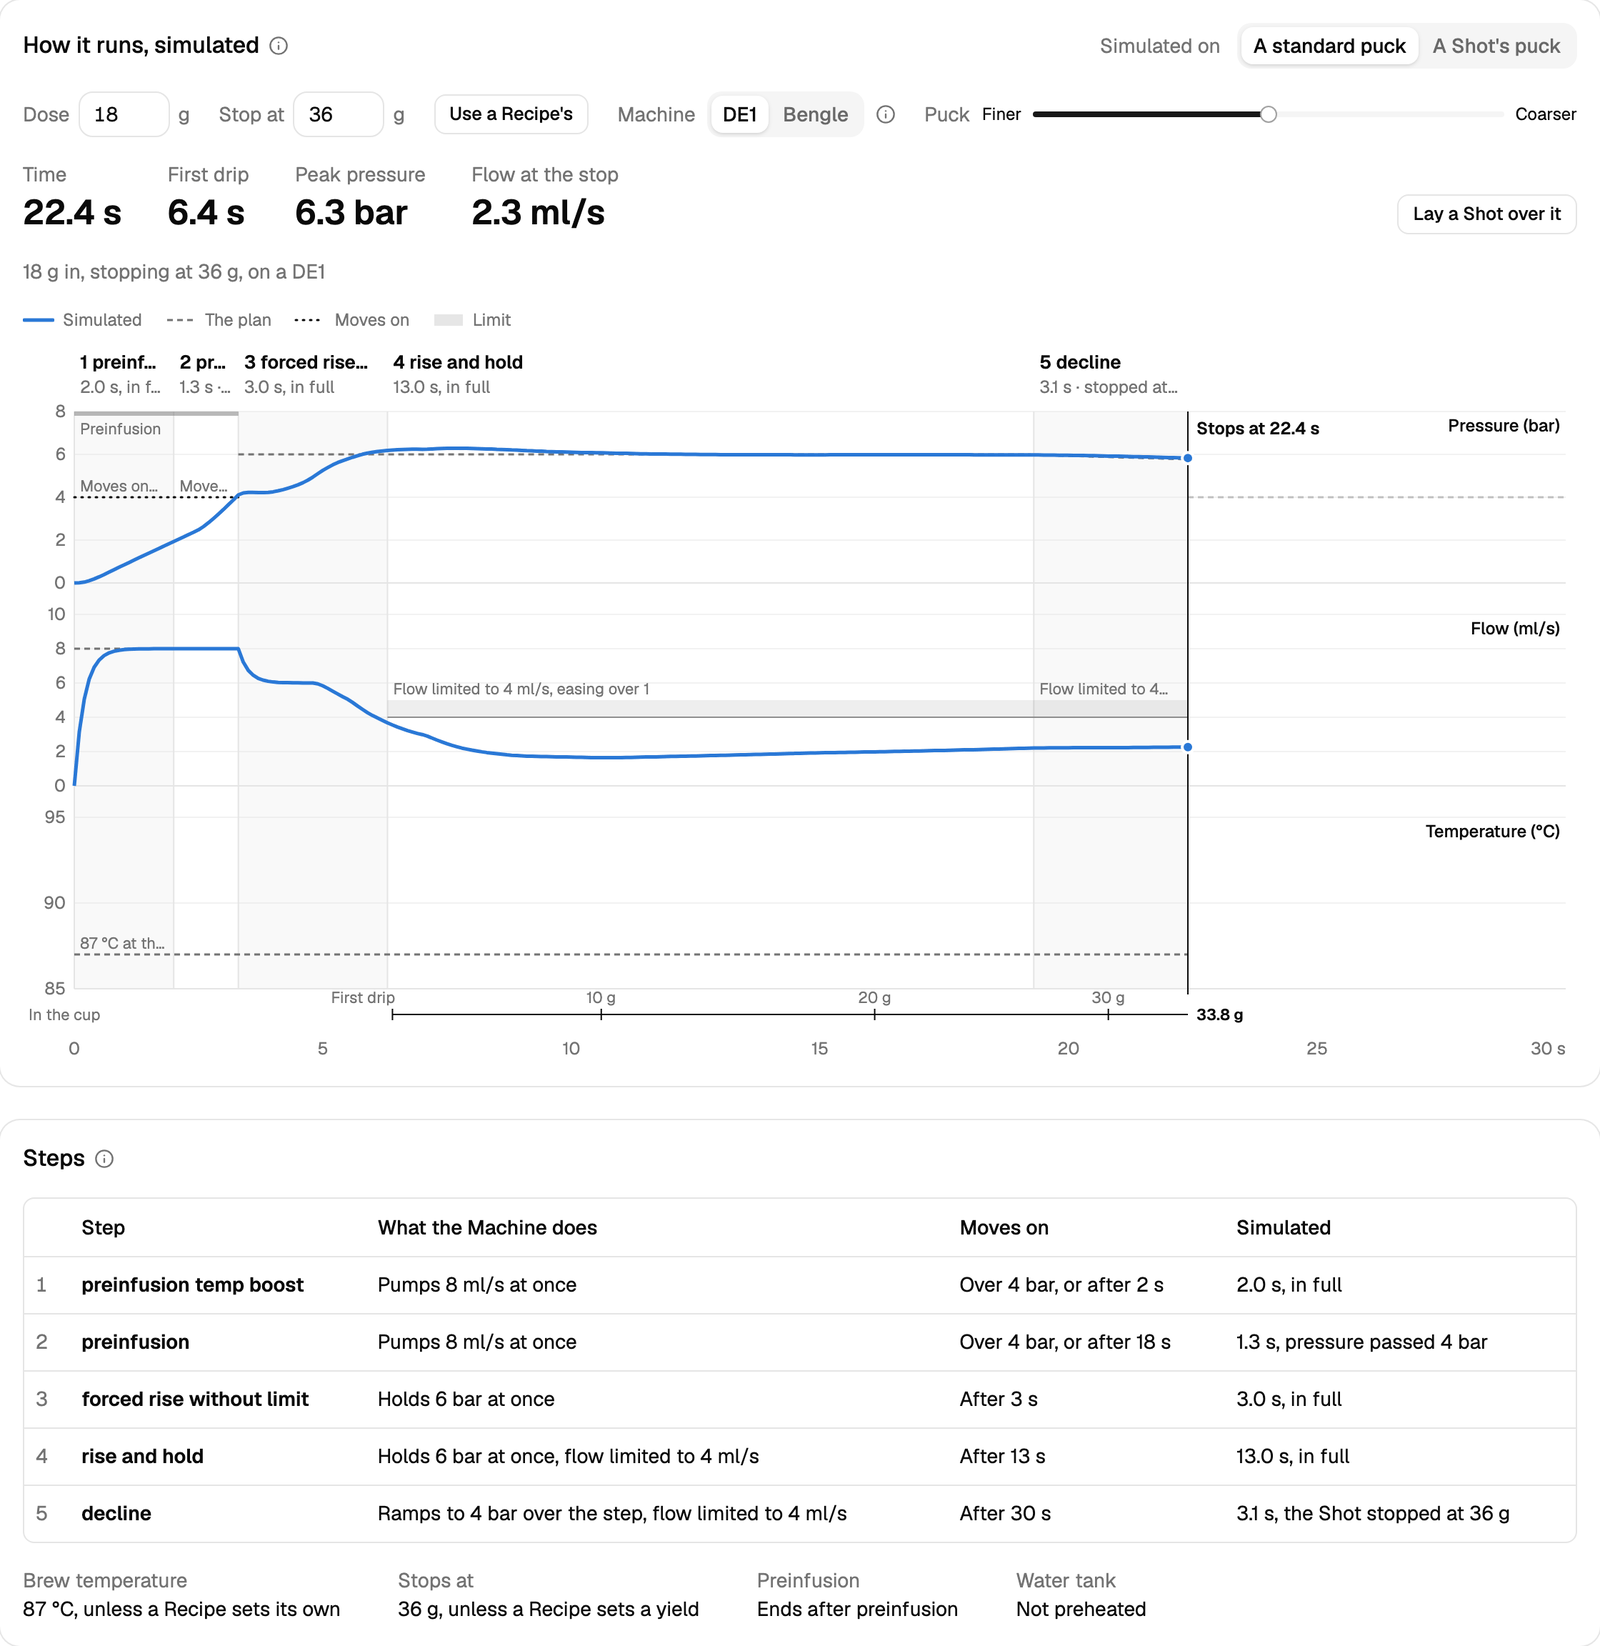 How it runs, simulated
Simulated on
A standard puck
A Shot's puck
Dose 18 g
Stop at 36 g
Use a Recipe's
Machine
DE1
Bengle
Puck
Finer
Coarser
Time
22.4 s
First drip
6.4 s
Peak pressure
6.3 bar
Flow at the stop
2.3 ml/s
Lay a Shot over it
18 g in, stopping at 36 g, on a DE1
Simulated
The plan
Moves on
Limit
1 preinf...
2.0 s, in f...
2 pr...
1.3 s ·...
3 forced rise...
3.0 s, in full
4 rise and hold
13.0 s, in full
5 decline
3.1 s · stopped at...
8
6
4
2
0
Preinfusion
Moves on...
Move...
Stops at 22.4 s
Pressure (bar)
10
8
6
4
2
0
Flow (ml/s)
Flow limited to 4 ml/s, easing over 1
Flow limited to 4...
95
90
85
Temperature (°C)
87 °C at th...
First drip
10 g
20 g
30 g
In the cup
33.8 g
0
5
10
15
20
25
30 s
Steps
Step What the Machine does Moves on Simulated
1 preinfusion temp boost Pumps 8 ml/s at once Over 4 bar, or after 2 s 2.0 s, in full
2 preinfusion Pumps 8 ml/s at once Over 4 bar, or after 18 s 1.3 s, pressure passed 4 bar
3 forced rise without limit Holds 6 bar at once After 3 s 3.0 s, in full
4 rise and hold Holds 6 bar at once, flow limited to 4 ml/s After 13 s 13.0 s, in full
5 decline Ramps to 4 bar over the step, flow limited to 4 ml/s After 30 s 3.1 s, the Shot stopped at 36 g
Brew temperature
87 °C, unless a Recipe sets its own
Stops at
36 g, unless a Recipe sets a yield
Preinfusion
Ends after preinfusion
Water tank
Not preheated